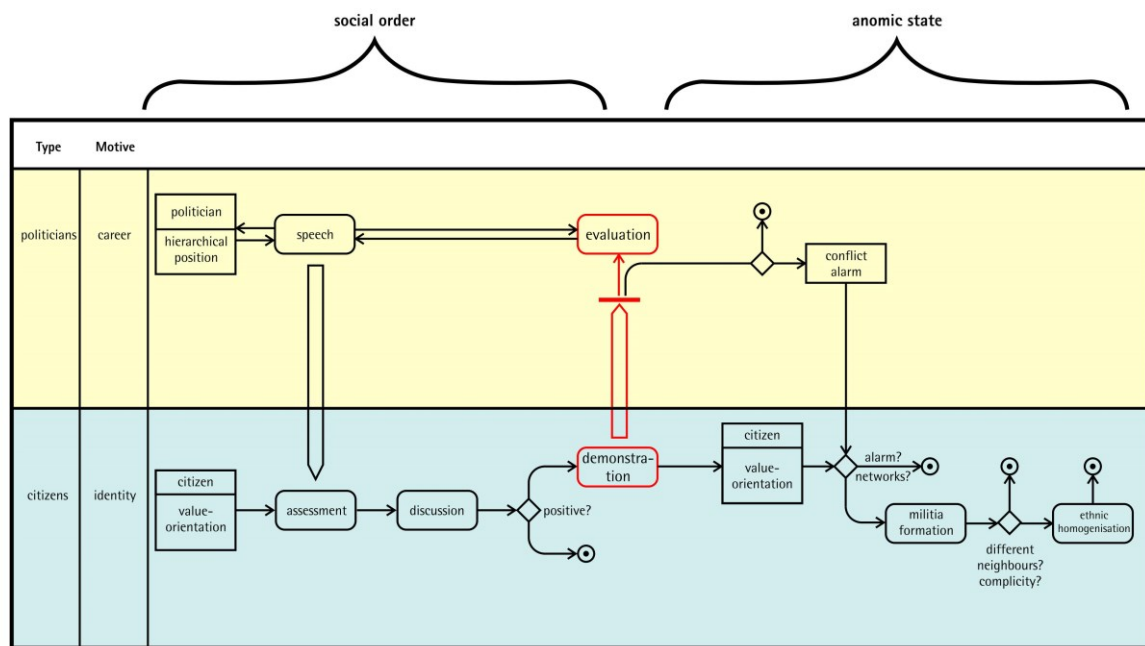 social order
anomic state
Type
Motive
politicians
career
politician
hierarchical
position
speech
evaluation
conflict
alarm
citizens
identity
citizen
value-
orientation
assessment
discussion
positive?
demonstra-
tion
citizen
value-
orientation
alarm?
networks?
militia
formation
different
neighbours?
complicity?
ethnic
homogenisation